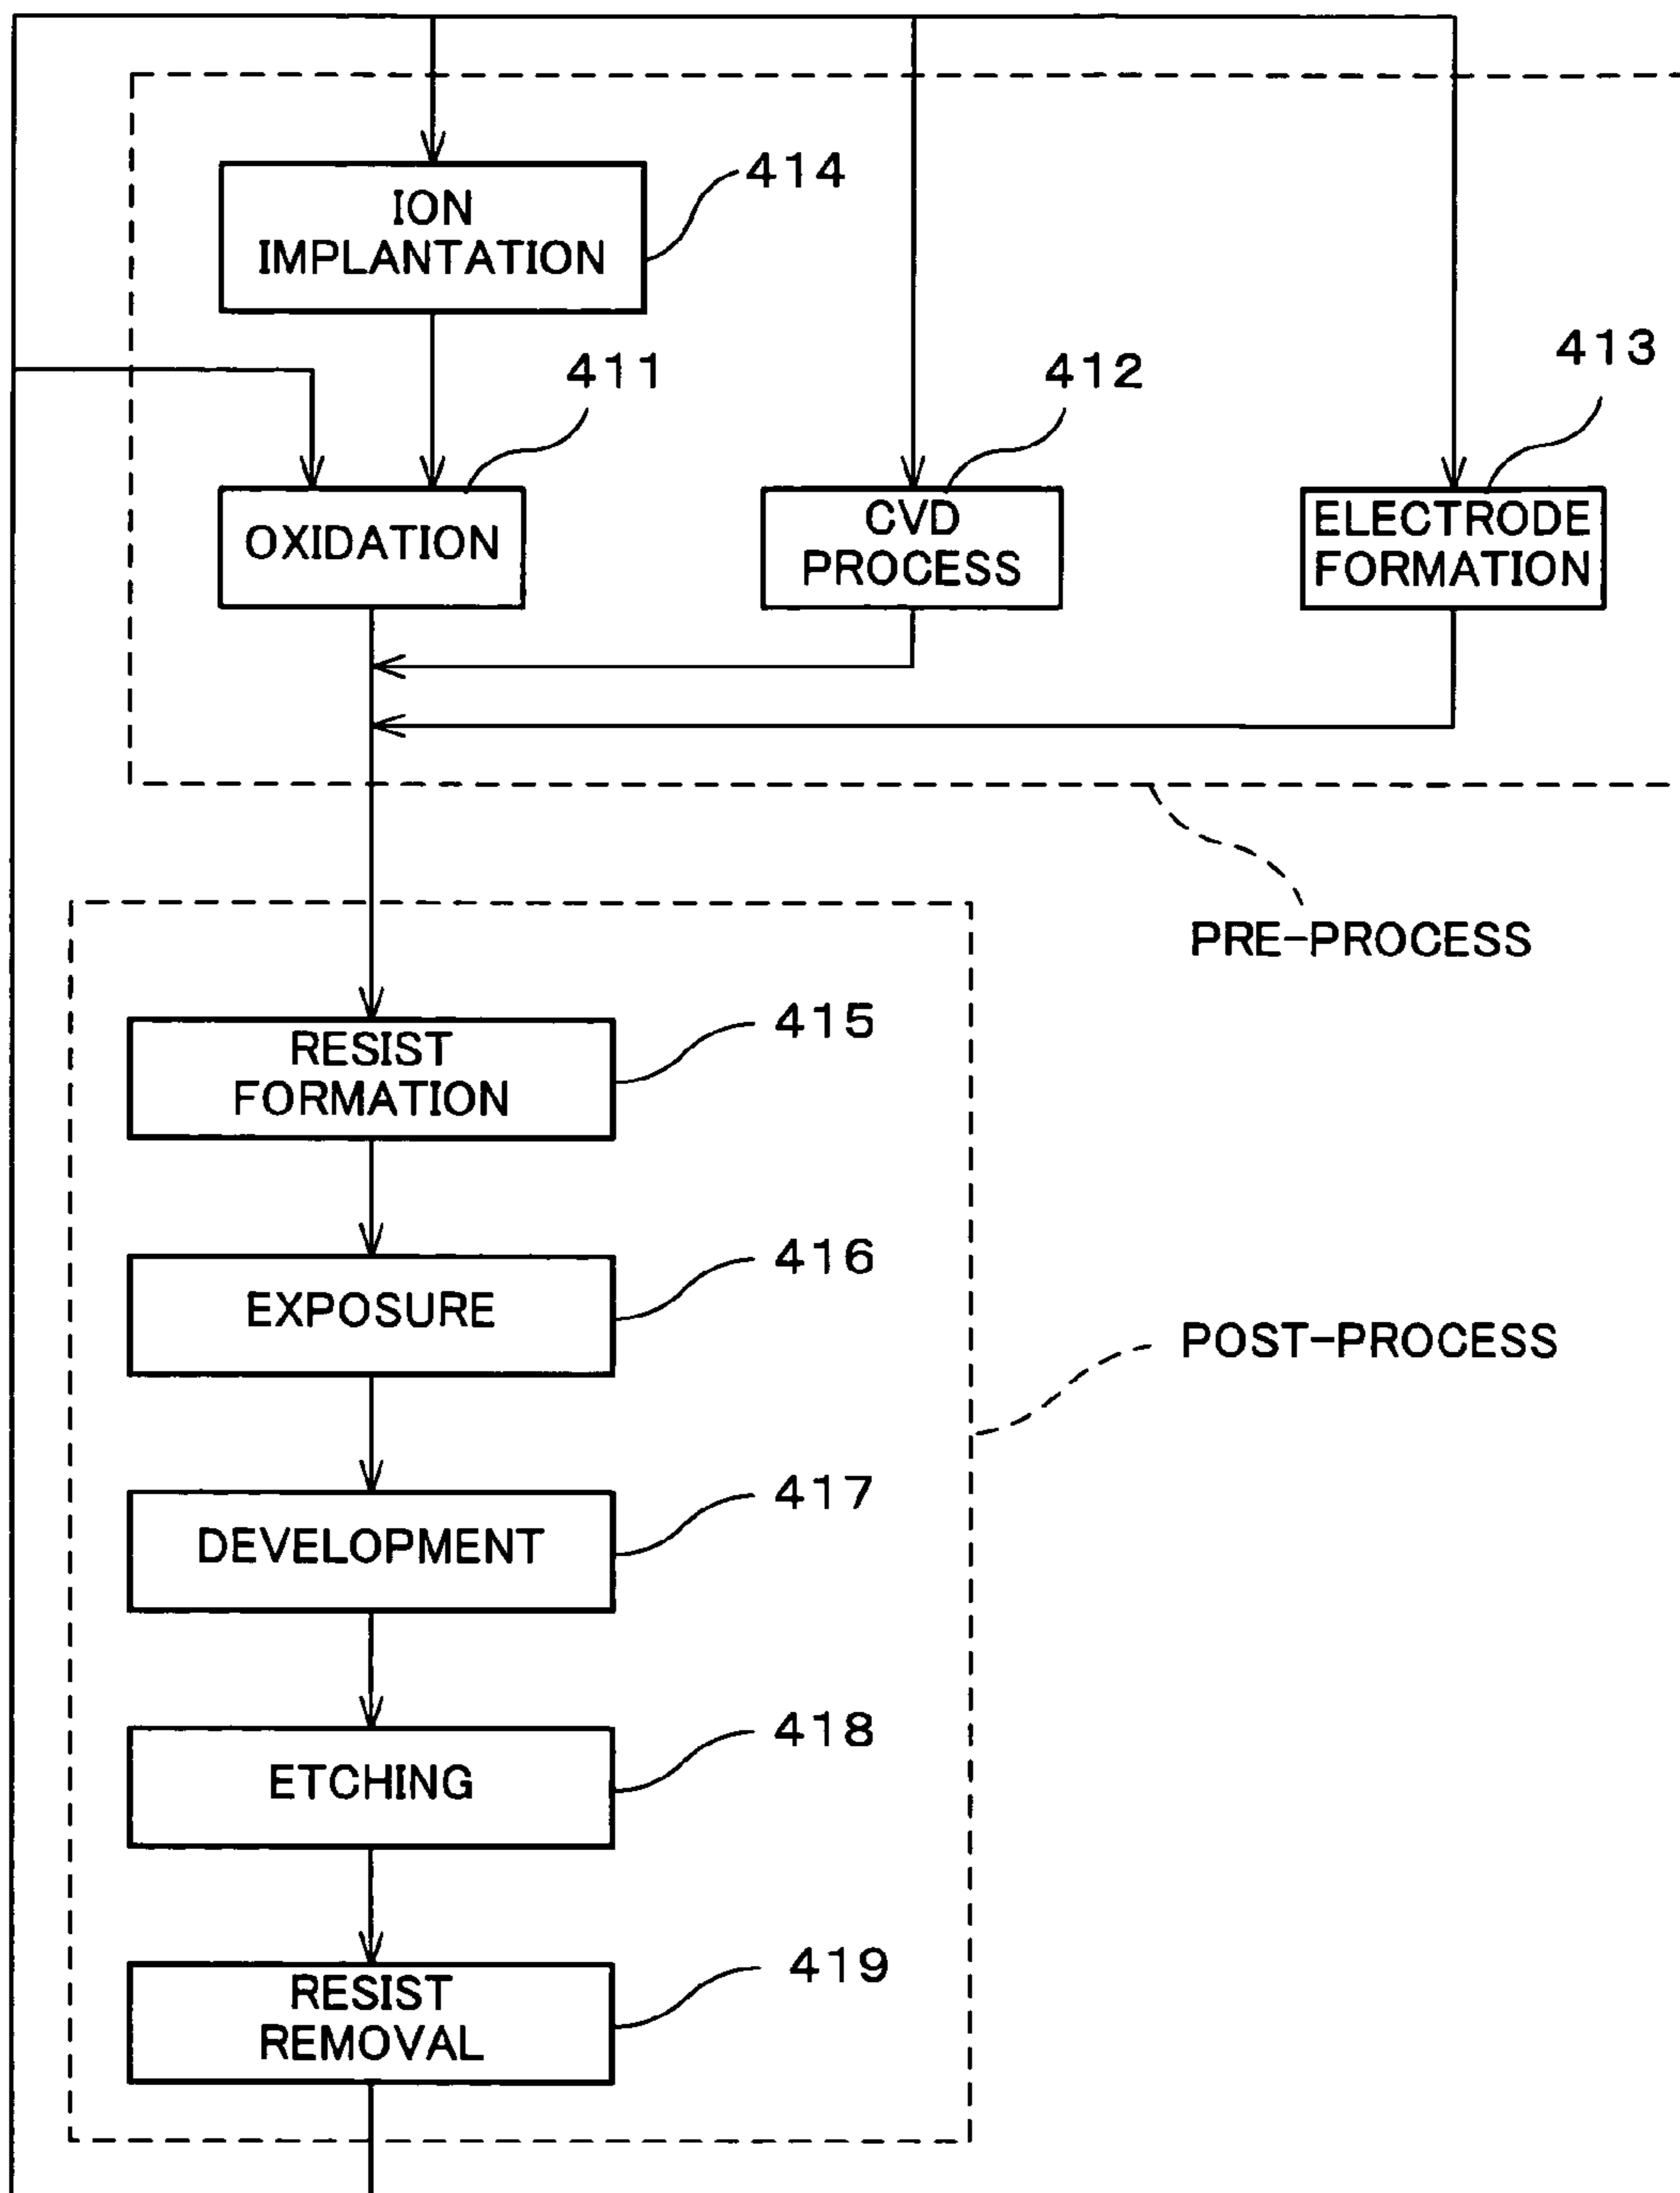 414
ION
IMPLANTATION
411
412
413
OXIDATION
CVD
PROCESS
ELECTRODE
FORMATION
PRE-PROCESS
RESIST
FORMATION
415
EXPOSURE
416
POST-PROCESS
DEVELOPMENT
417
ETCHING
418
RESIST
REMOVAL
419